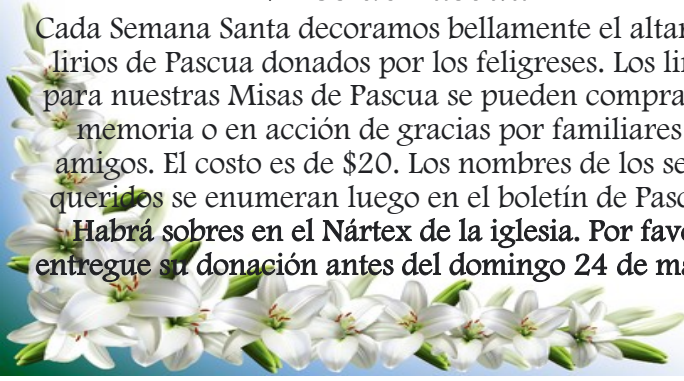 Cada Semana Santa decoramos bellamente el altar
lirios de Pascua donados por los feligreses. Los
para nuestras Misas de Pascua se pueden
memoria o en acción de gracias por familiares
amigos. El costo es de $20. Los nombres de los
queridos se enumeran luego en el boletín de
Habrá sobres en el Nártex de la iglesia. Por
entregue su donación antes del domingo 24 de